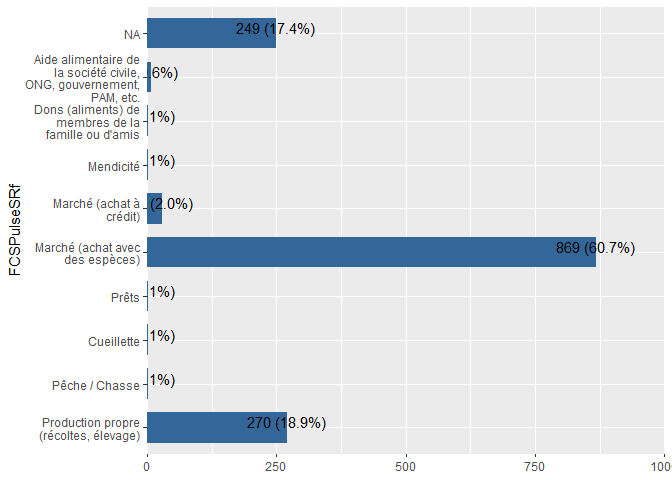 NA
249 (17.4%)
Aide alimentaire de
la société civile,
ONG, gouvernement,
PAM, etc.
6%)
Dons (aliments) de
membres de la
famille ou d'amis
1%)
Mendicité
1%)
Marché (achat à
crédit)
(2.0%)
Marché (achat avec
des espèces)
869 (60.7%)
Prêts
1%)
Cueillette
1%)
Pêche / Chasse
1%)
Production propre
(récoltes, élevage)
270 (18.9%)
FCSPulseSRf
0
250
500
750
100